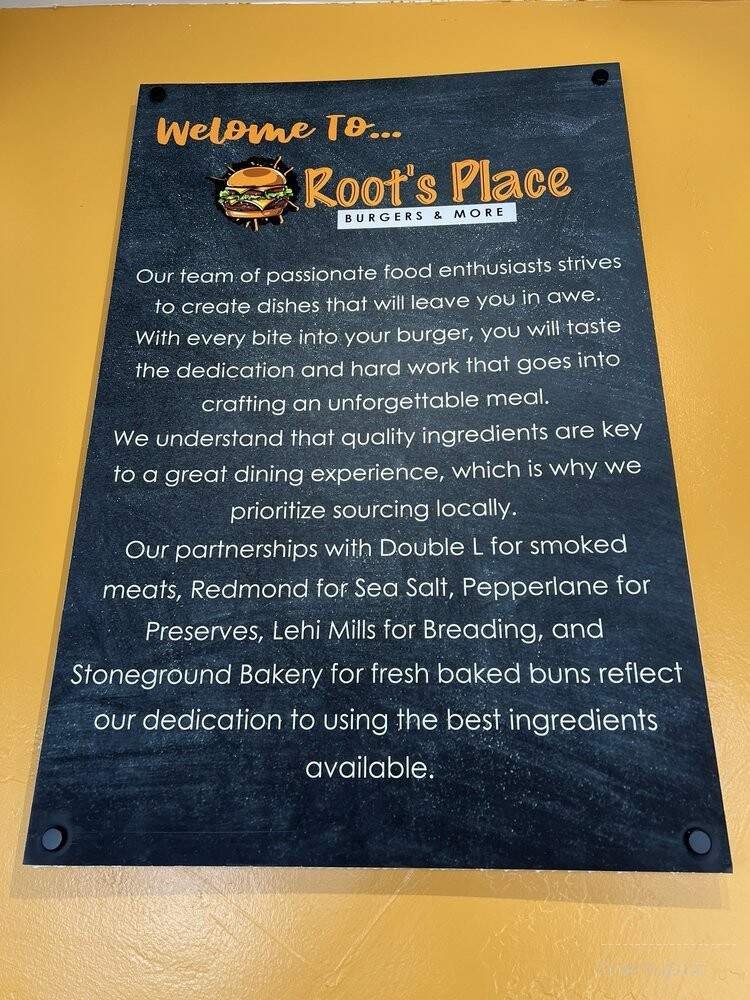 Welome To...
Root's Place
BURGERS & MORE
Our team of passionate food enthusiasts strives
to create dishes that will leave you in awe.
With every bite into your burger, you will taste
the dedication and hard work that goes into
crafting an unforgettable meal.
We understand that quality ingredients are key
to a great dining experience, which is why we
prioritize sourcing locally.
Our partnerships with Double L for smoked
meats, Redmond for Sea Salt, Pepperlane for
Preserves, Lehi Mills for Breading, and
Stoneground Bakery for fresh baked buns reflect
our dedication to using the best ingredients
available.